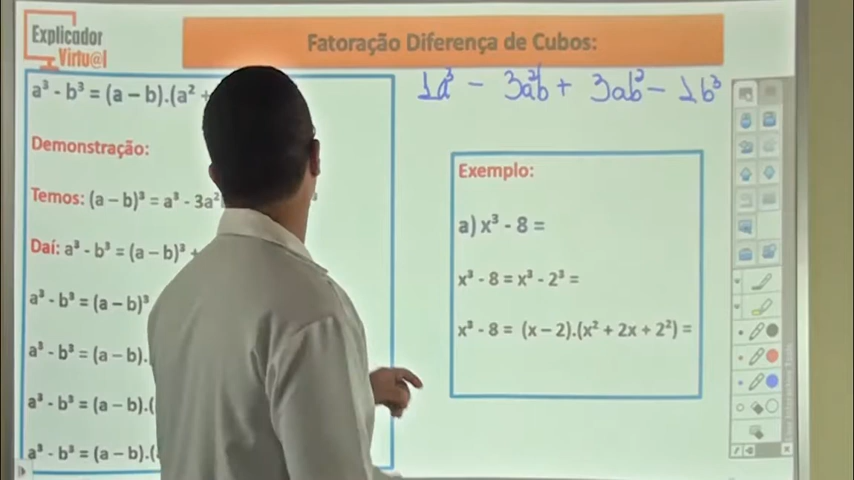 Explicador
Virtu@l
Fatoração Diferença de Cubos:
1a³ - 3a²b + 3ab² - 1b³
a³ - b³ = (a – b).(a² +
Demonstração:
Temos: (a – b)³ = a³ - 3a²
Daí: a³ - b³ = (a – b)³ +
a³ - b³ = (a – b)³
a³ - b³ = (a – b).
a³ - b³ = (a – b).(
a³ - b³ = (a – b).(
Exemplo:
a) x³ - 8 =
x³ - 8 = x³ - 2³ =
x³ - 8 = (x – 2).(x² + 2x + 2²) =